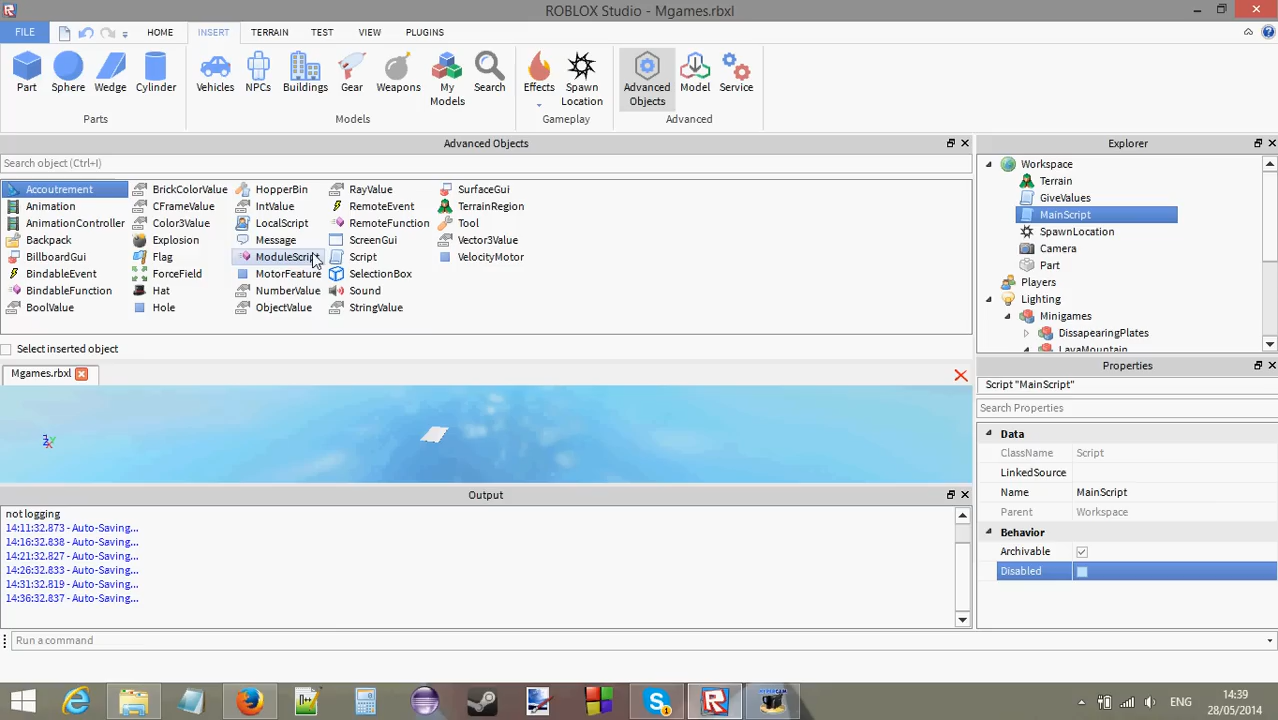 ROBLOX Studio - Mgames.rbxl
FILE
HOME
INSERT
TERRAIN
TEST
VIEW
PLUGINS
Part
Sphere
Wedge
Cylinder
Vehicles
NPCs
Buildings
Gear
Weapons
My Models
Search
Effects
Spawn Location
Advanced Objects
Model
Service
Parts
Models
Gameplay
Advanced
Advanced Objects
Search object (Ctrl+I)
Accoutrement
Animation
AnimationController
Backpack
BillboardGui
BindableEvent
BindableFunction
BoolValue
BrickColorValue
CFrameValue
Color3Value
Explosion
Flag
ForceField
Hat
Hole
HopperBin
IntValue
LocalScript
Message
ModuleScript
MotorFeature
NumberValue
ObjectValue
RayValue
RemoteEvent
RemoteFunction
ScreenGui
Script
SelectionBox
Sound
StringValue
SurfaceGui
TerrainRegion
Tool
Vector3Value
VelocityMotor
Select inserted object
Mgames.rbxl
Output
not logging
14:11:32.873 - Auto-Saving...
14:16:32.838 - Auto-Saving...
14:21:32.827 - Auto-Saving...
14:26:32.833 - Auto-Saving...
14:31:32.819 - Auto-Saving...
14:36:32.837 - Auto-Saving...
Run a command
Explorer
Workspace
Terrain
GiveValues
MainScript
SpawnLocation
Camera
Part
Players
Lighting
Minigames
DissapearingPlates
LavaMountain
Properties
Script "MainScript"
Search Properties
Data
ClassName Script
LinkedSource
Name MainScript
Parent Workspace
Behavior
Archivable
Disabled
ENG
14:39
28/05/2014